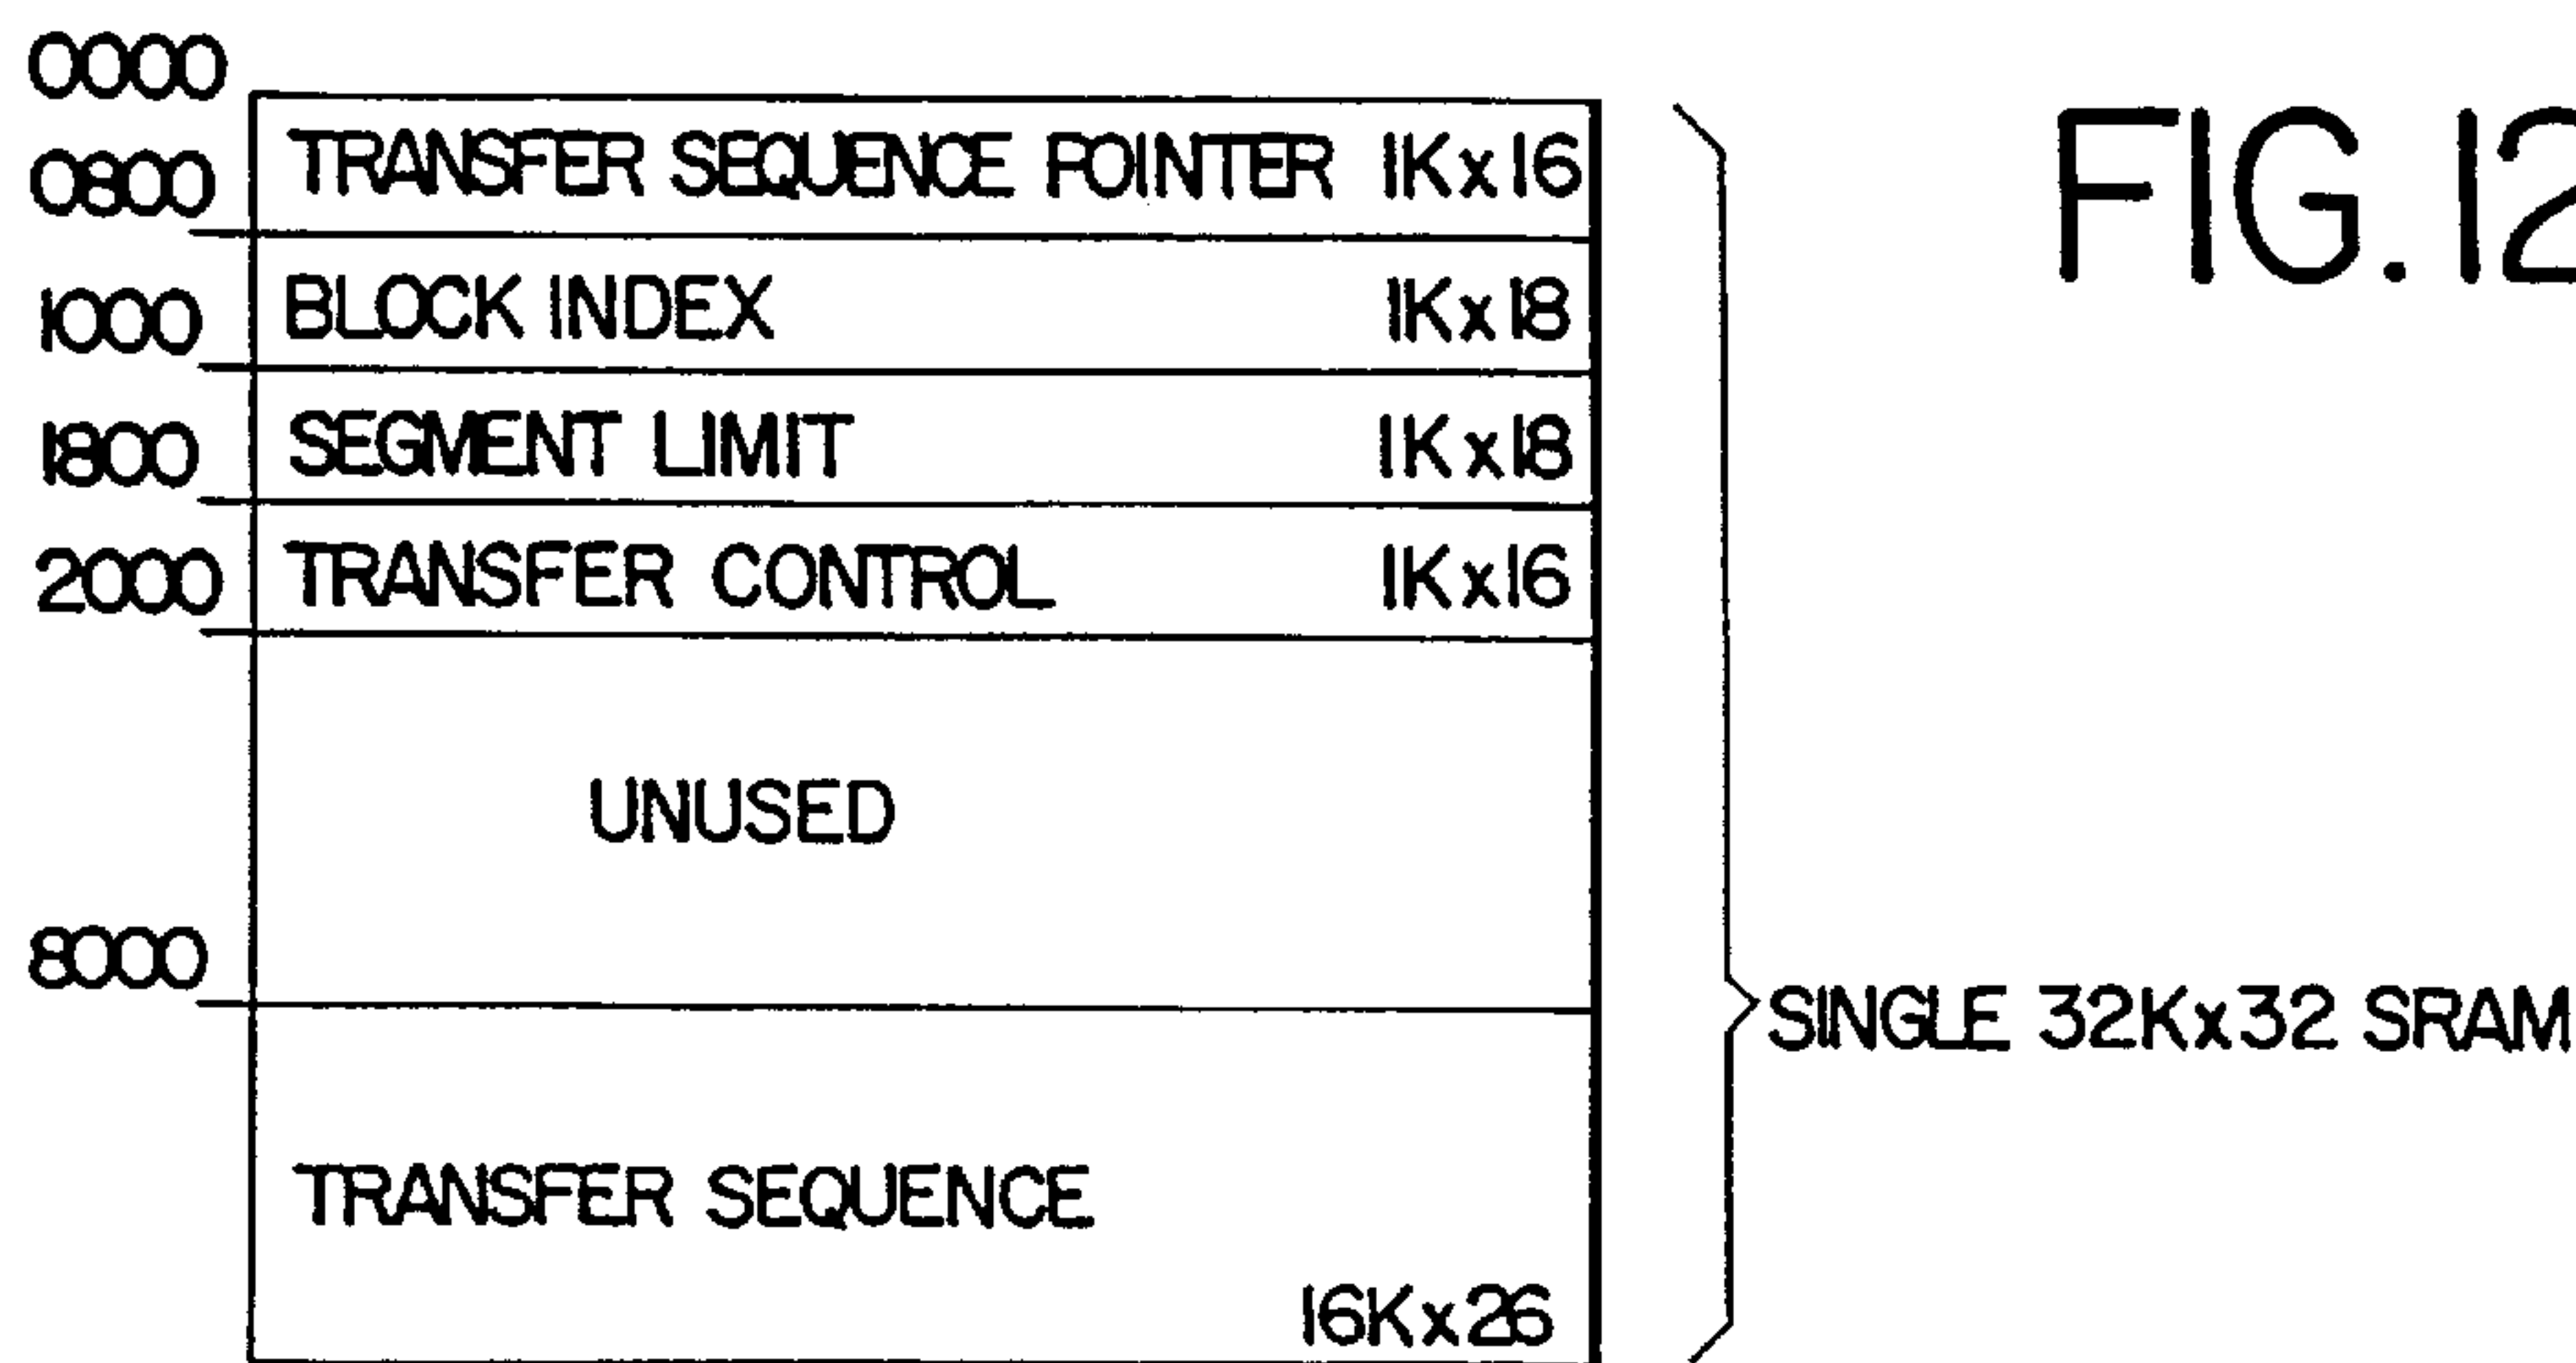 0000
FIG. 12
0800 TRANSFER SEQUENCE POINTER 1Kx16
1000 BLOCK INDEX 1Kx18
1800 SEGMENT LIMIT 1Kx18
2000 TRANSFER CONTROL 1Kx16
UNUSED
8000
SINGLE 32Kx32 SRAM
TRANSFER SEQUENCE
16Kx26